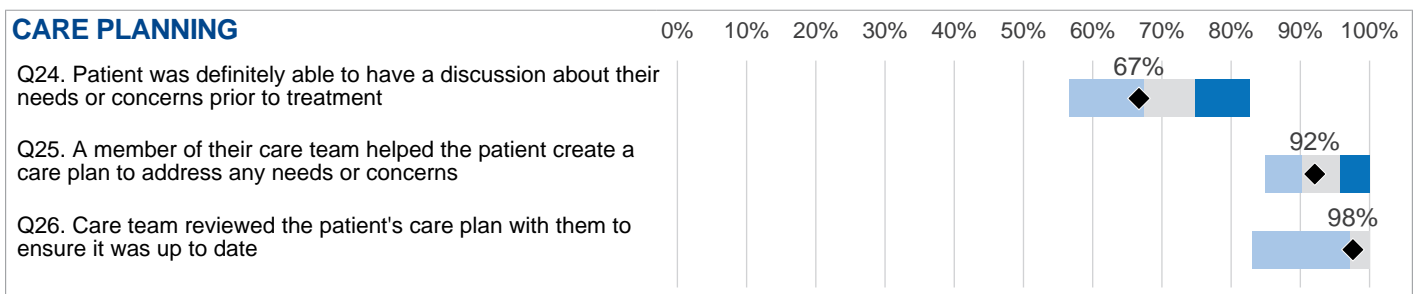 CARE PLANNING
0% 10% 20% 30% 40% 50% 60% 70% 80% 90% 100%
Q24. Patient was definitely able to have a discussion about their
needs or concerns prior to treatment
67%
Q25. A member of their care team helped the patient create a
care plan to address any needs or concerns
92%
Q26. Care team reviewed the patient's care plan with them to
ensure it was up to date
98%